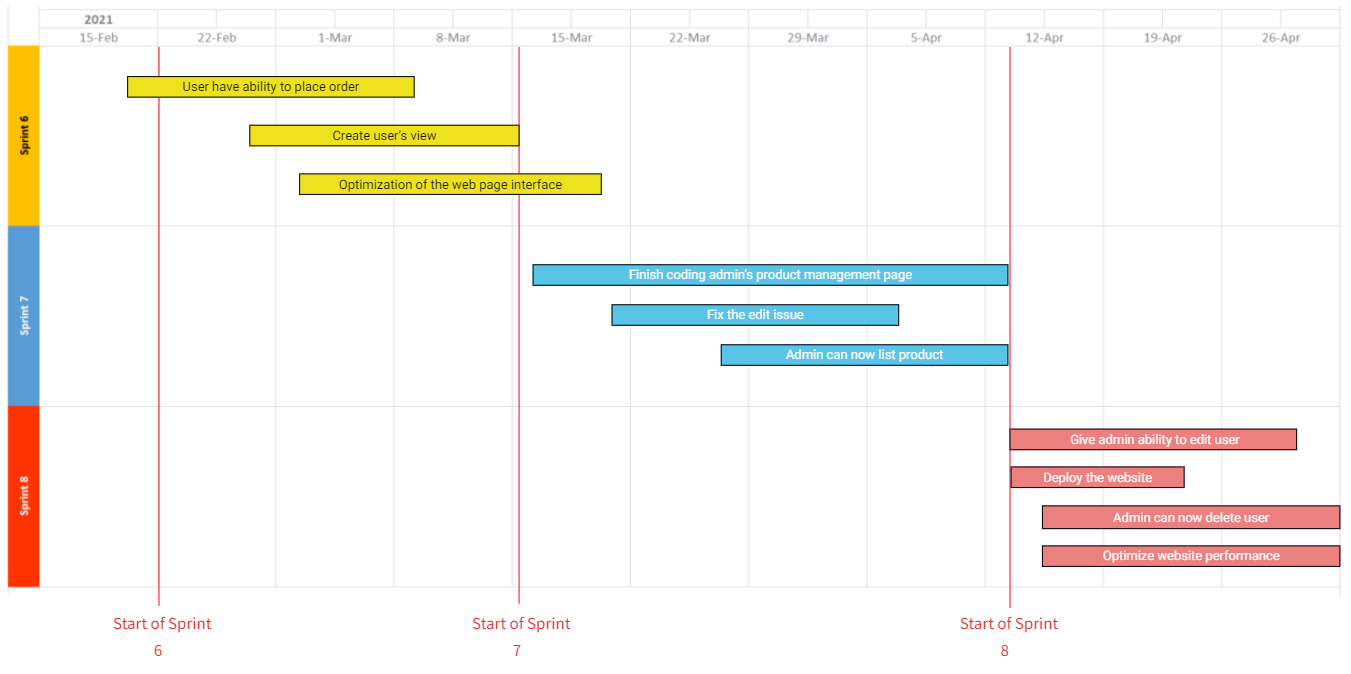 2021
15-Feb 22-Feb 1-Mar 8-Mar 15-Mar 22-Mar 29-Mar 5-Apr 12-Apr 19-Apr 26-Apr
Sprint 6
User have ability to place order
Create user's view
Optimization of the web page interface
Sprint 7
Finish coding admin's product management page
Fix the edit issue
Admin can now list product
Sprint 8
Give admin ability to edit user
Deploy the website
Admin can now delete user
Optimize website performance
Start of Sprint
6
Start of Sprint
7
Start of Sprint
8